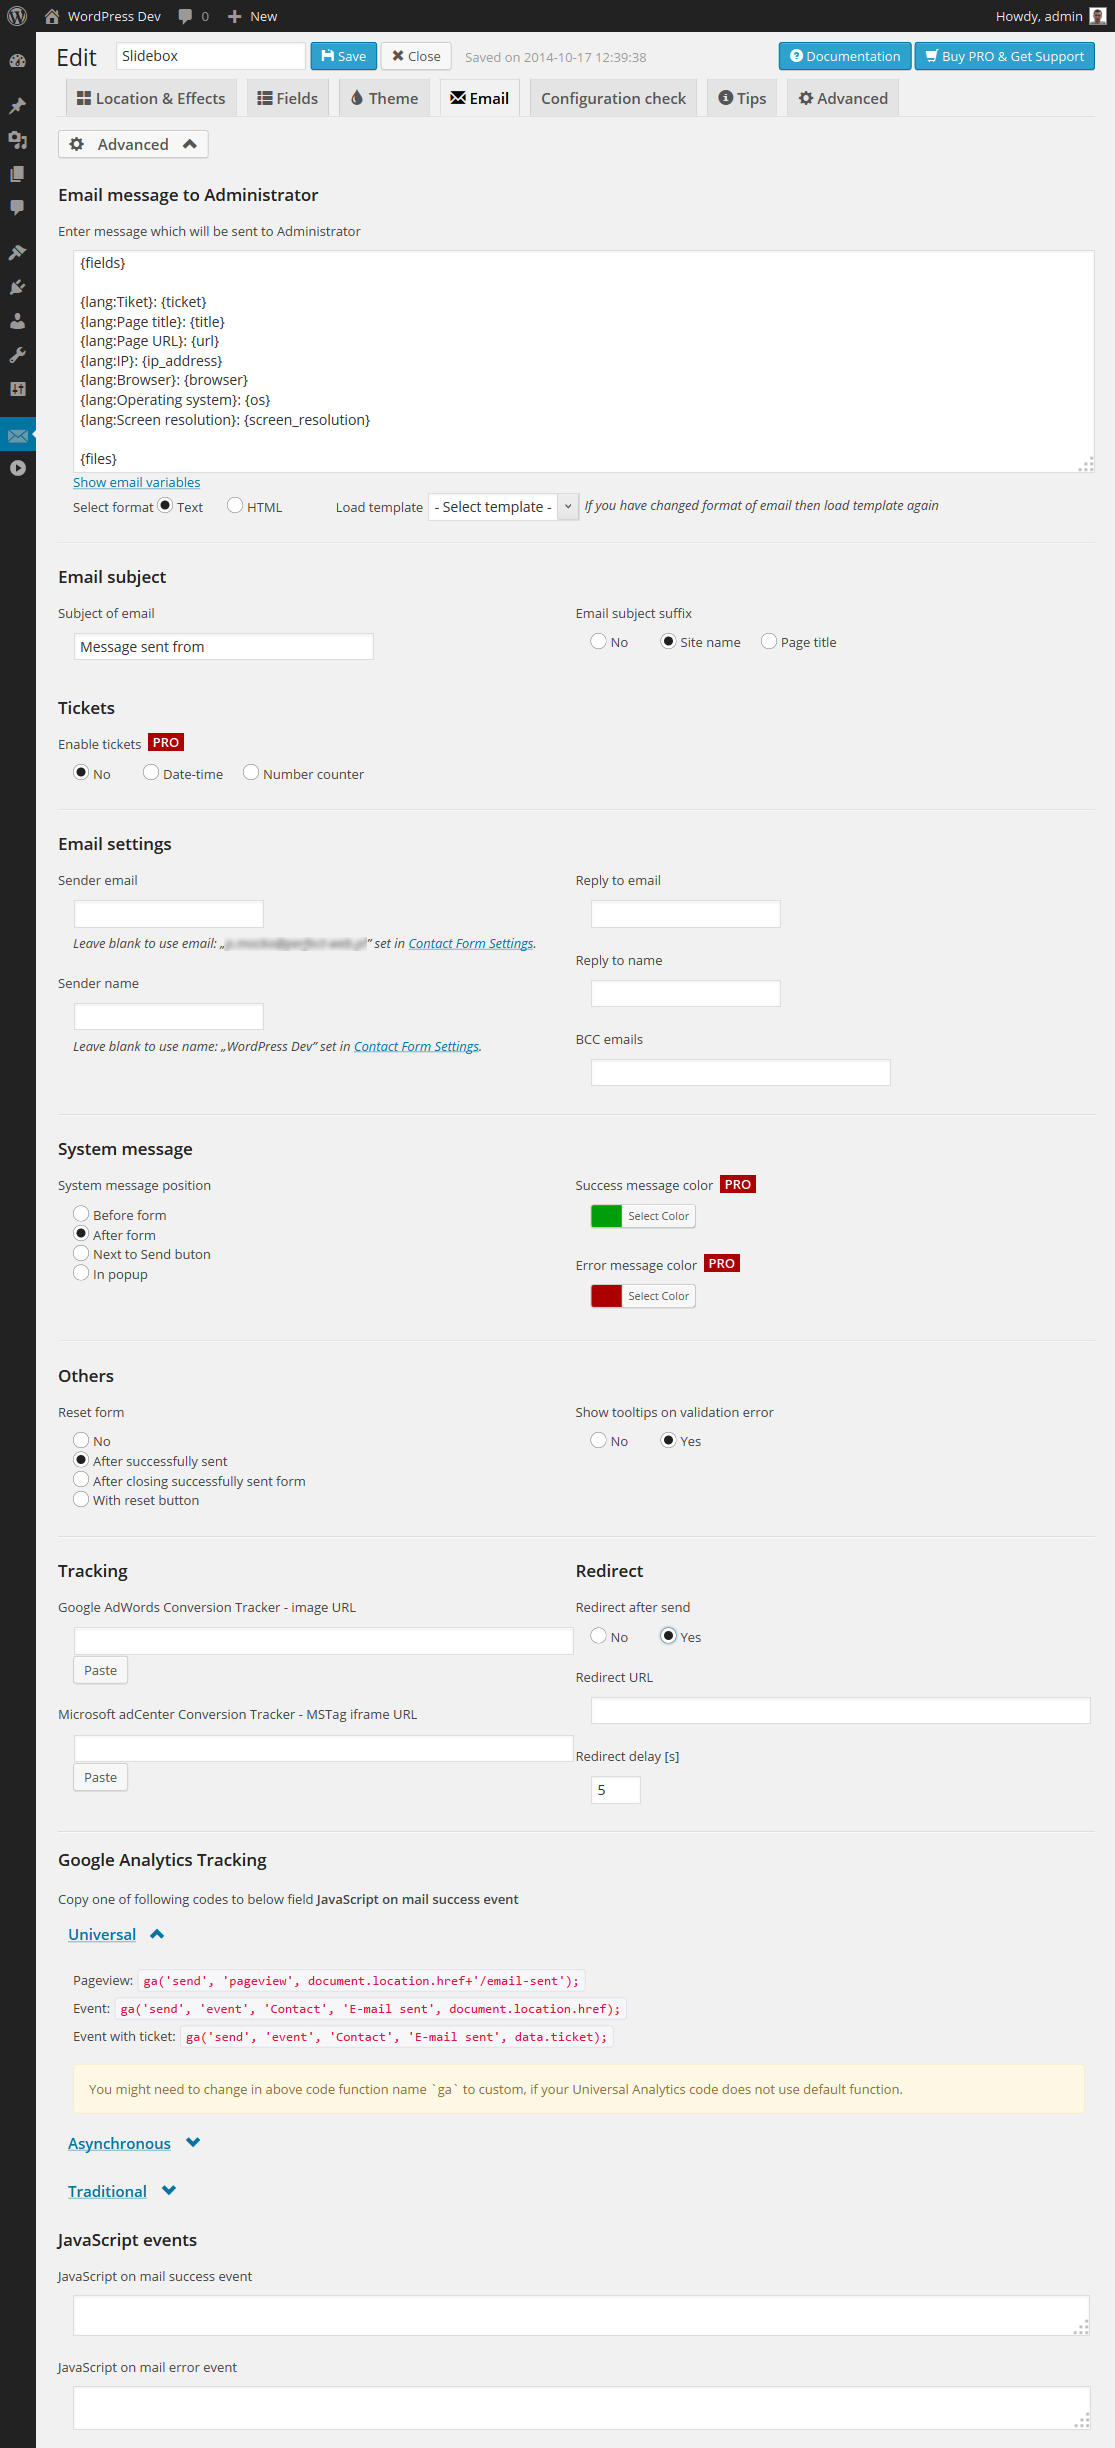 WordPress Dev 0 New Howdy, admin
Edit Slidebox Save Close Saved on 2014-10-17 12:39:38 Documentation Buy PRO & Get Support
Location & Effects Fields Theme Email Configuration check Tips Advanced
Advanced
Email message to Administrator
Enter message which will be sent to Administrator
{fields}
{lang:Tiket}: {ticket}
{lang:Page title}: {title}
{lang:Page URL}: {url}
{lang:IP}: {ip_address}
{lang:Browser}: {browser}
{lang:Operating system}: {os}
{lang:Screen resolution}: {screen_resolution}
{files}
Show email variables
Select format Text HTML Load template - Select template - If you have changed format of email then load template again
Email subject
Subject of email Email subject suffix
Message sent from No Site name Page title
Tickets
Enable tickets PRO
No Date-time Number counter
Email settings
Sender email Reply to email
Leave blank to use email: „ ” set in Contact Form Settings.
Reply to name
Sender name
Leave blank to use name: „WordPress Dev” set in Contact Form Settings.
BCC emails
System message
System message position Success message color PRO
Before form Select Color
After form
Next to Send buton
In popup
Error message color PRO
Select Color
Others
Reset form Show tooltips on validation error
No No Yes
After successfully sent
After closing successfully sent form
With reset button
Tracking Redirect
Google AdWords Conversion Tracker - image URL Redirect after send
No Yes
Paste
Redirect URL
Microsoft adCenter Conversion Tracker - MSTag iframe URL
Redirect delay [s]
Paste
5
Google Analytics Tracking
Copy one of following codes to below field JavaScript on mail success event
Universal
Pageview: ga('send', 'pageview', document.location.href+'/email-sent');
Event: ga('send', 'event', 'Contact', 'E-mail sent', document.location.href);
Event with ticket: ga('send', 'event', 'Contact', 'E-mail sent', data.ticket);
You might need to change in above code function name `ga` to custom, if your Universal Analytics code does not use default function.
Asynchronous
Traditional
JavaScript events
JavaScript on mail success event
JavaScript on mail error event